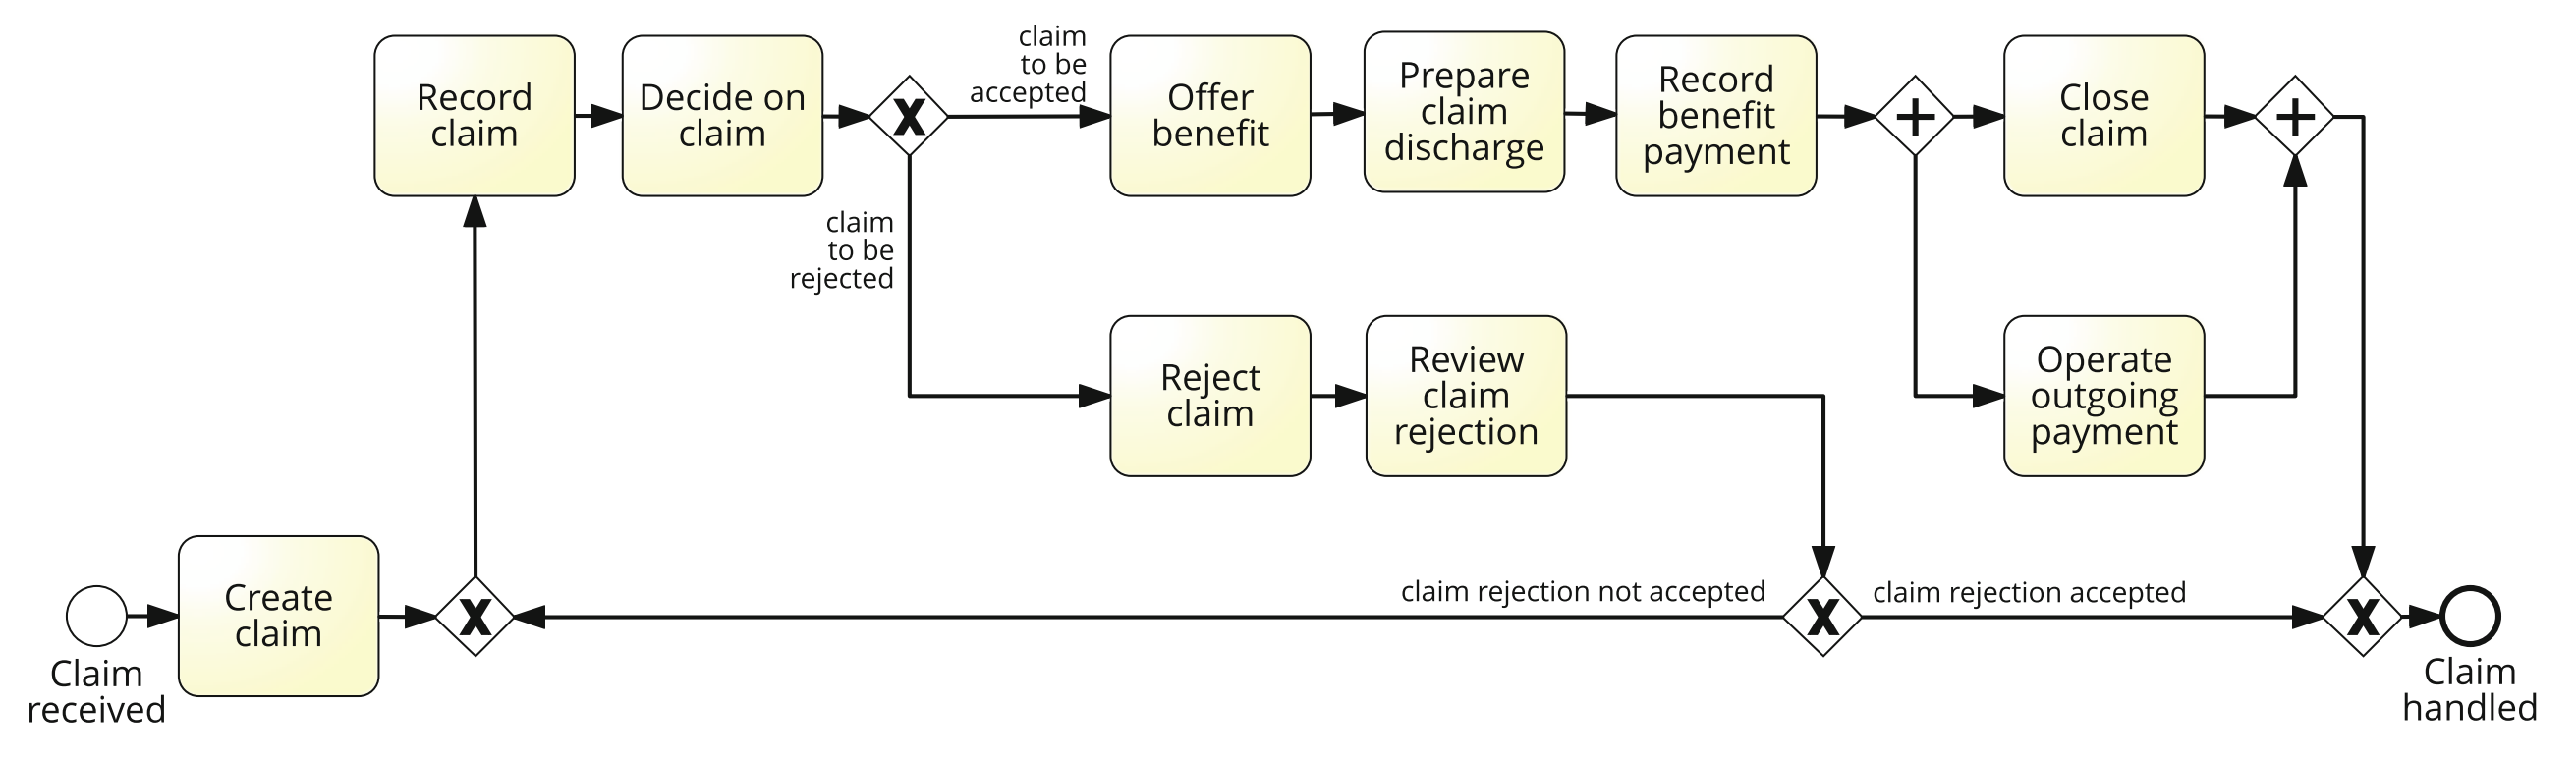 claim
to be
accepted
Record
claim
Decide on
claim
X
Offer
benefit
Prepare
claim
discharge
Record
benefit
payment
+
Close
claim
+
claim
to be
rejected
Reject
claim
Review
claim
rejection
Operate
outgoing
payment
Claim
received
Create
claim
X
claim rejection not accepted
X
claim rejection accepted
X
Claim
handled